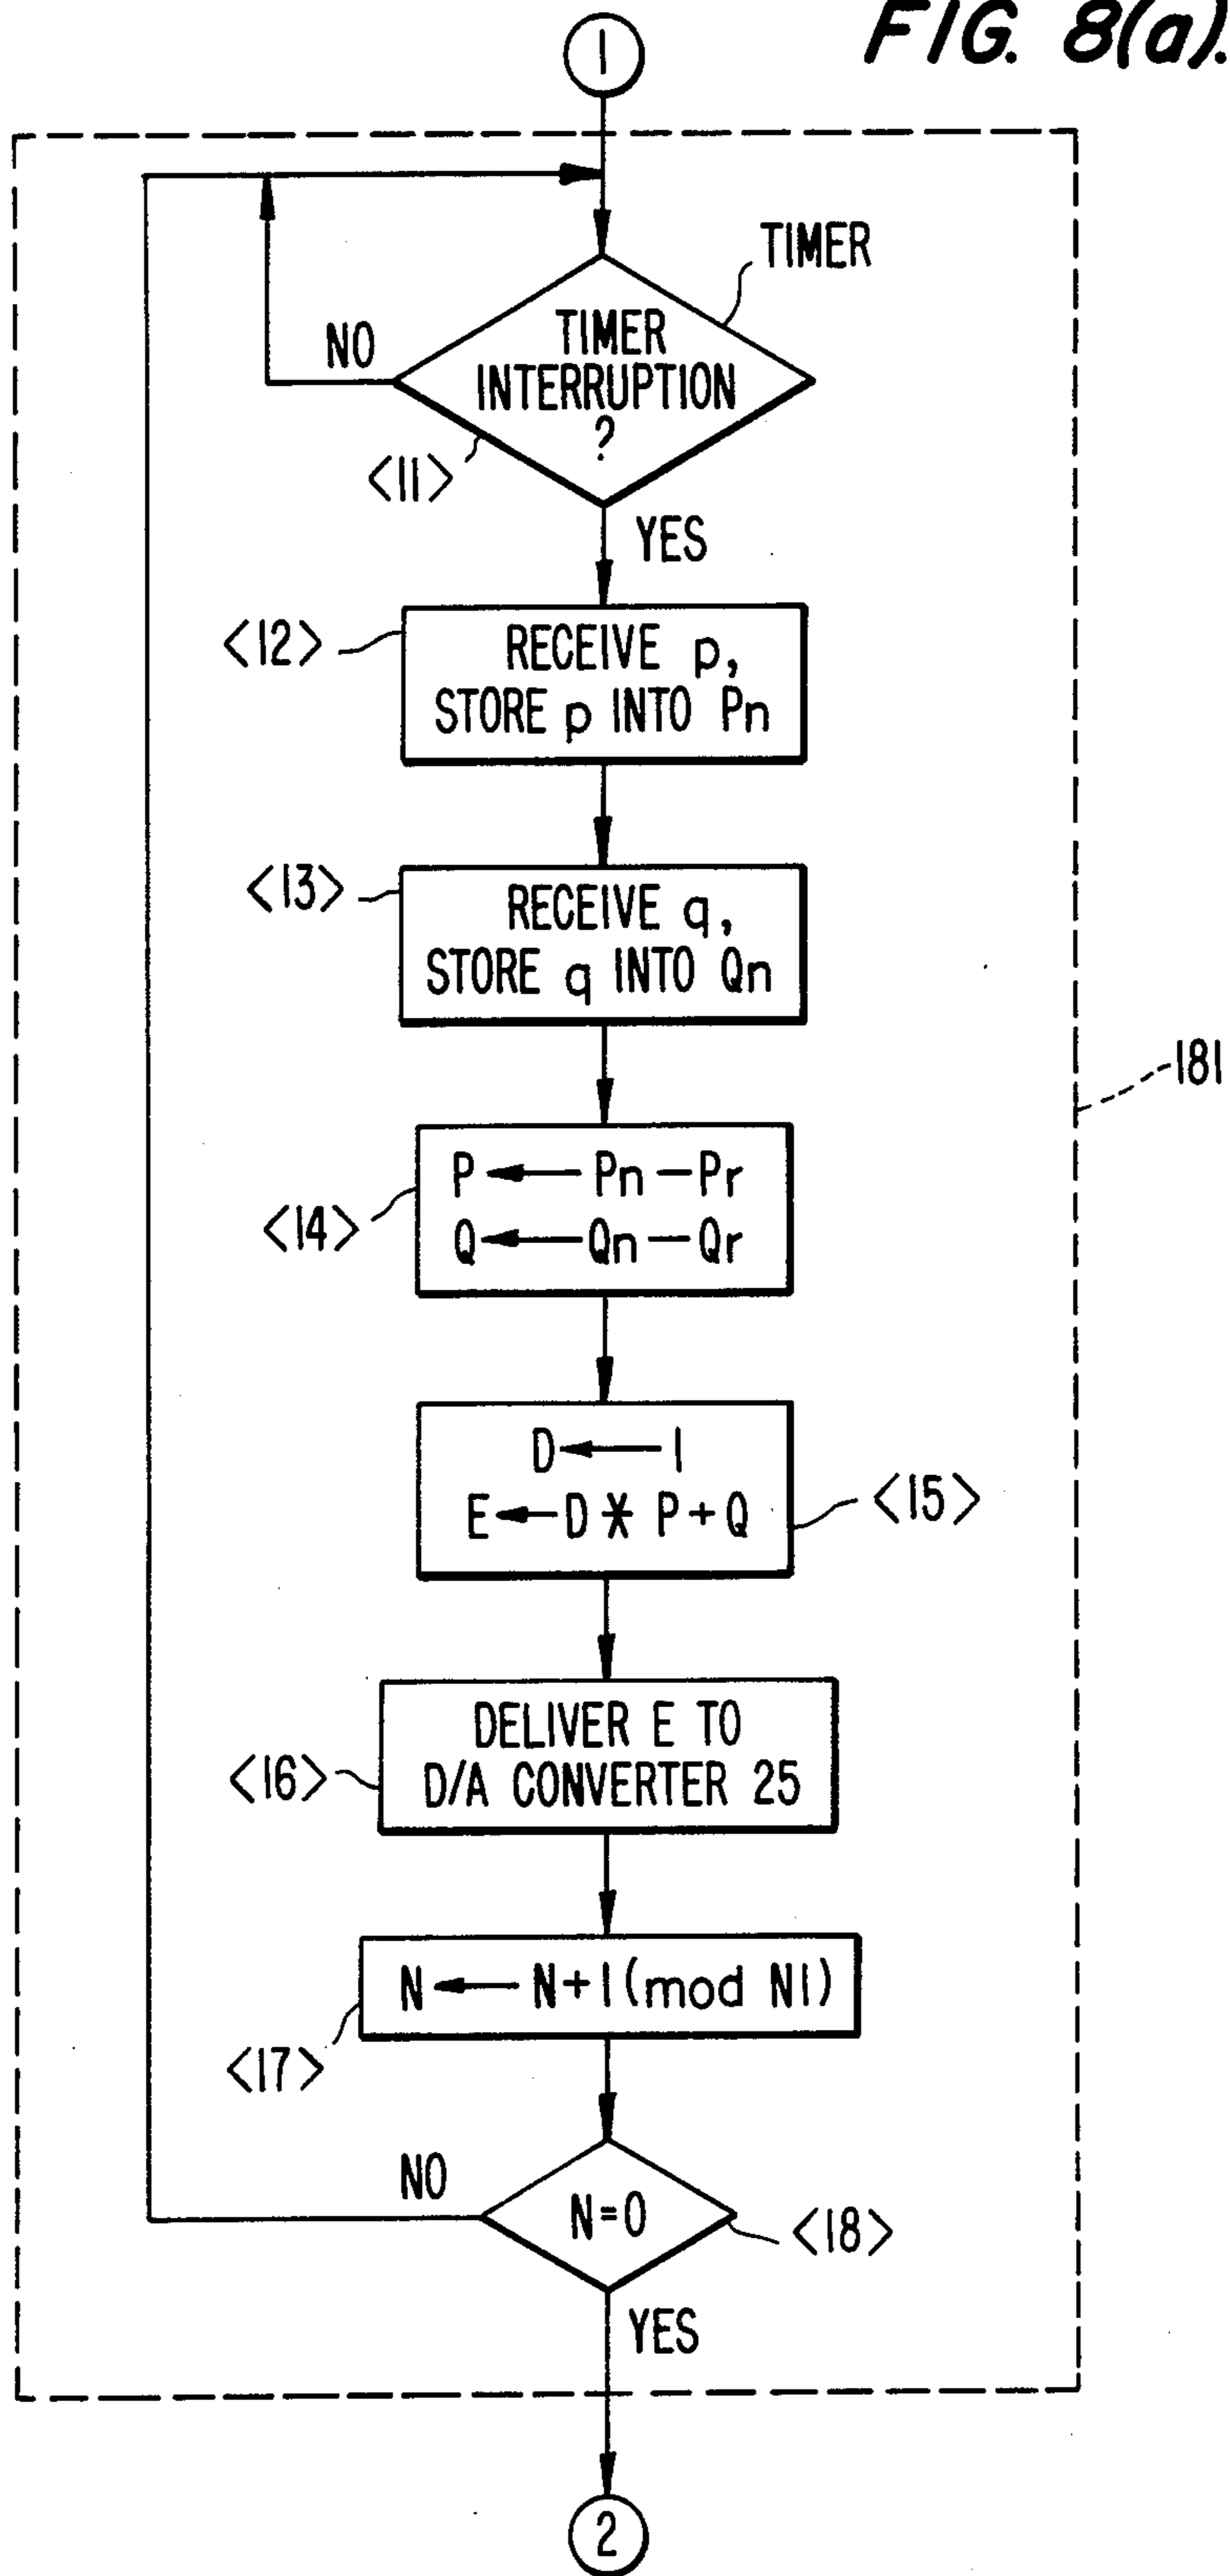 FIG. 8(a).
1
TIMER
TIMER
INTERRUPTION
?
NO
<11>
YES
<12>
RECEIVE p,
STORE p INTO Pn
<13>
RECEIVE q,
STORE q INTO Qn
181
<14>
P ← Pn − Pr
Q ← Qn − Qr
D ← 1
E ← D * P + Q
<15>
<16>
DELIVER E TO
D/A CONVERTER 25
N ← N + 1 (mod N1)
<17>
NO
N=0
<18>
YES
2